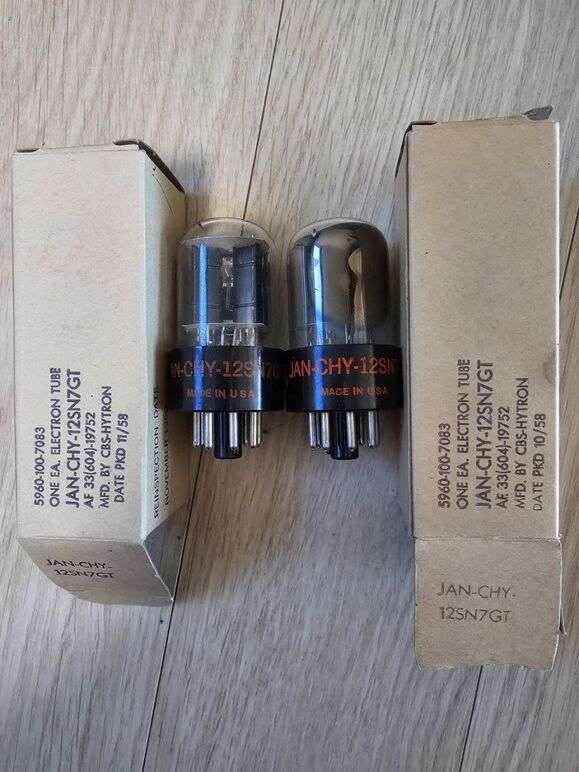 5960-100-7083
ONE EA. ELECTRON TUBE
JAN-CHY-12SN7GT
AF 33(604)-19752
MFD. BY CBS-HYTRON
DATE PKD 11/58
REINSPECTION DATE
NOVEMBER
JAN-CHY-
12SN7GT
AN-CHY-12SN7G
MADE IN USA
JAN-CHY-12SN7
MADE IN USA
5960-100-7083
ONE EA. ELECTRON TUBE
JAN-CHY-12SN7GT
AF 33(604)-19752
MFD. BY CBS-HYTRON
DATE PKD 10/58
JAN-CHY-
12SN7GT